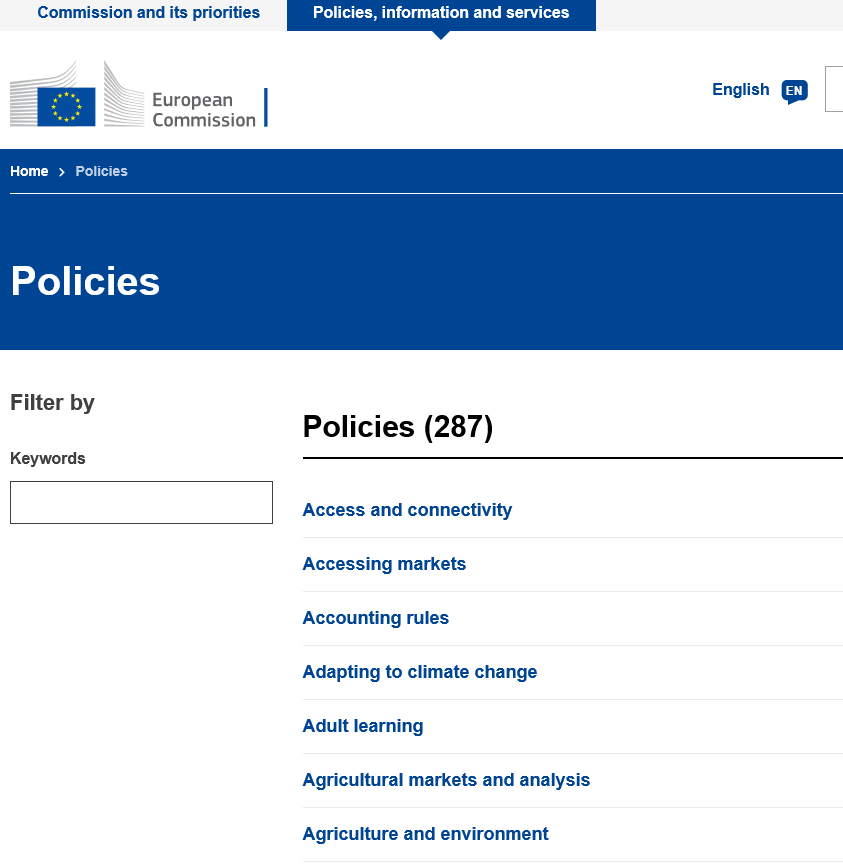 Commission and its priorities
Policies, information and services
European
Commission
English EN
Home > Policies
Policies
Filter by
Keywords
Policies (287)
Access and connectivity
Accessing markets
Accounting rules
Adapting to climate change
Adult learning
Agricultural markets and analysis
Agriculture and environment